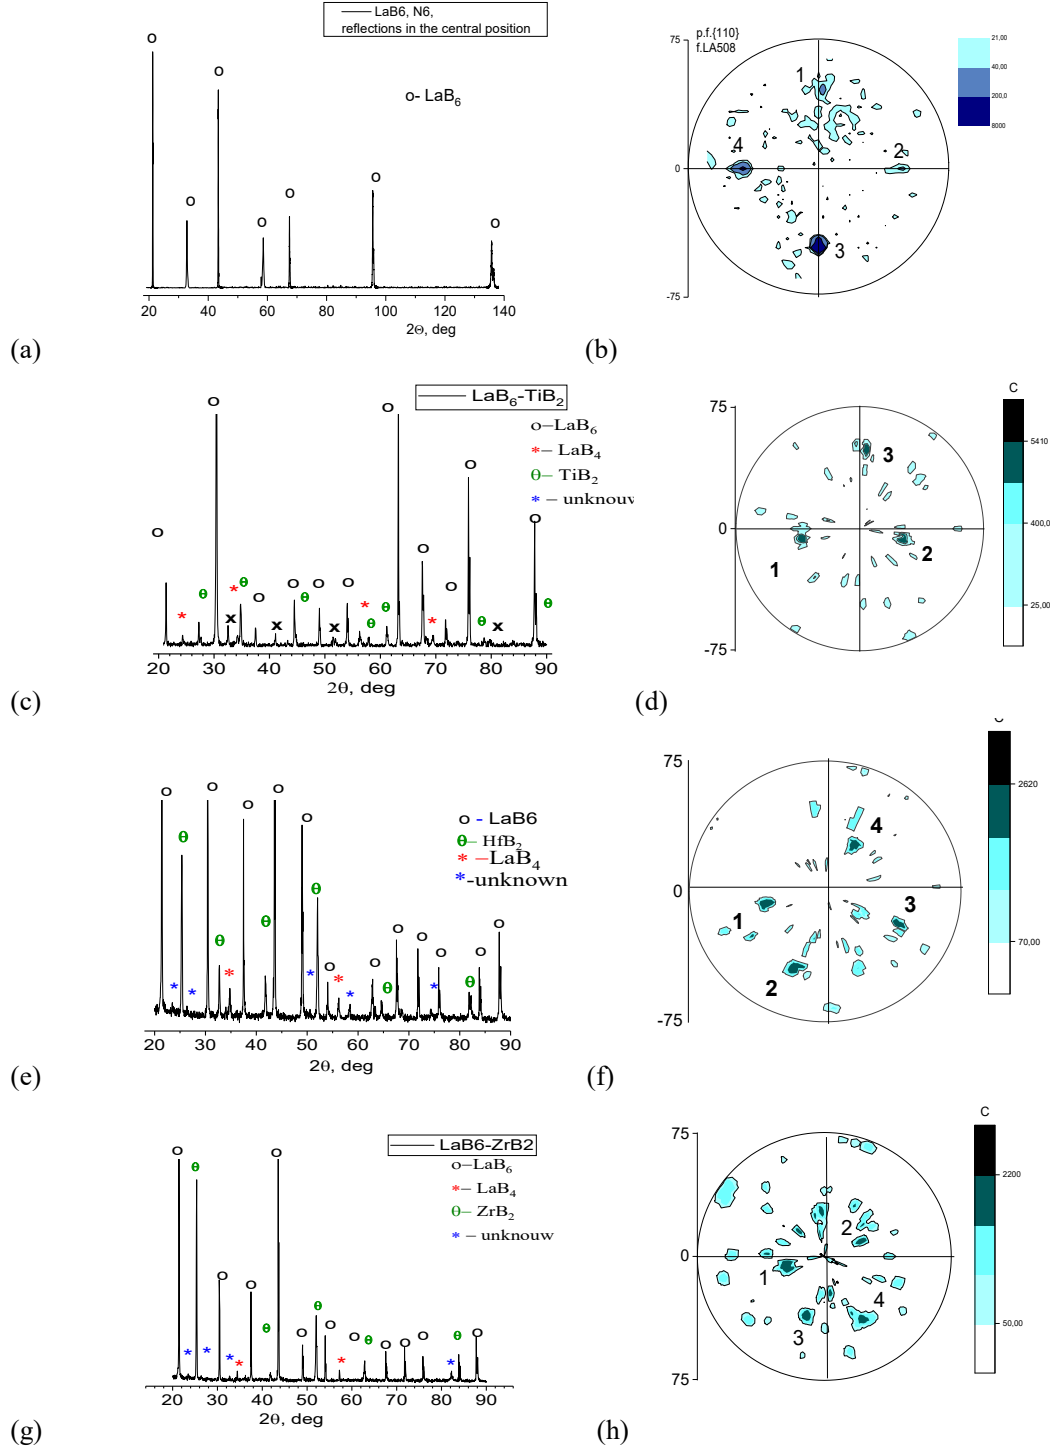 LaB6, N6,
reflections in the central position
o- LaB6
20 40 60 80 100 120 140
2Θ, deg
(a)
p.f.{110}
f.LA508
75
0
-75
1
2
3
4
21,00
40,00
200,0
8000
(b)
LaB6-TiB2
o–LaB6
*– LaB4
θ– TiB2
* – unknouv
20 30 40 50 60 70 80 90
2θ, deg
(c)
75
0
-75
1
2
3
C
5410
400,0
25,00
(d)
o - LaB6
θ– HfB2
* –LaB4
*-unknown
20 30 40 50 60 70 80 90
2θ, deg
(e)
75
0
-75
1
2
3
4
2620
70,00
(f)
LaB6-ZrB2
o–LaB6
*– LaB4
θ– ZrB2
* – unknouw
20 30 40 50 60 70 80 90
2θ, deg
(g)
75
0
75
1
2
3
4
C
2200
50,00
(h)